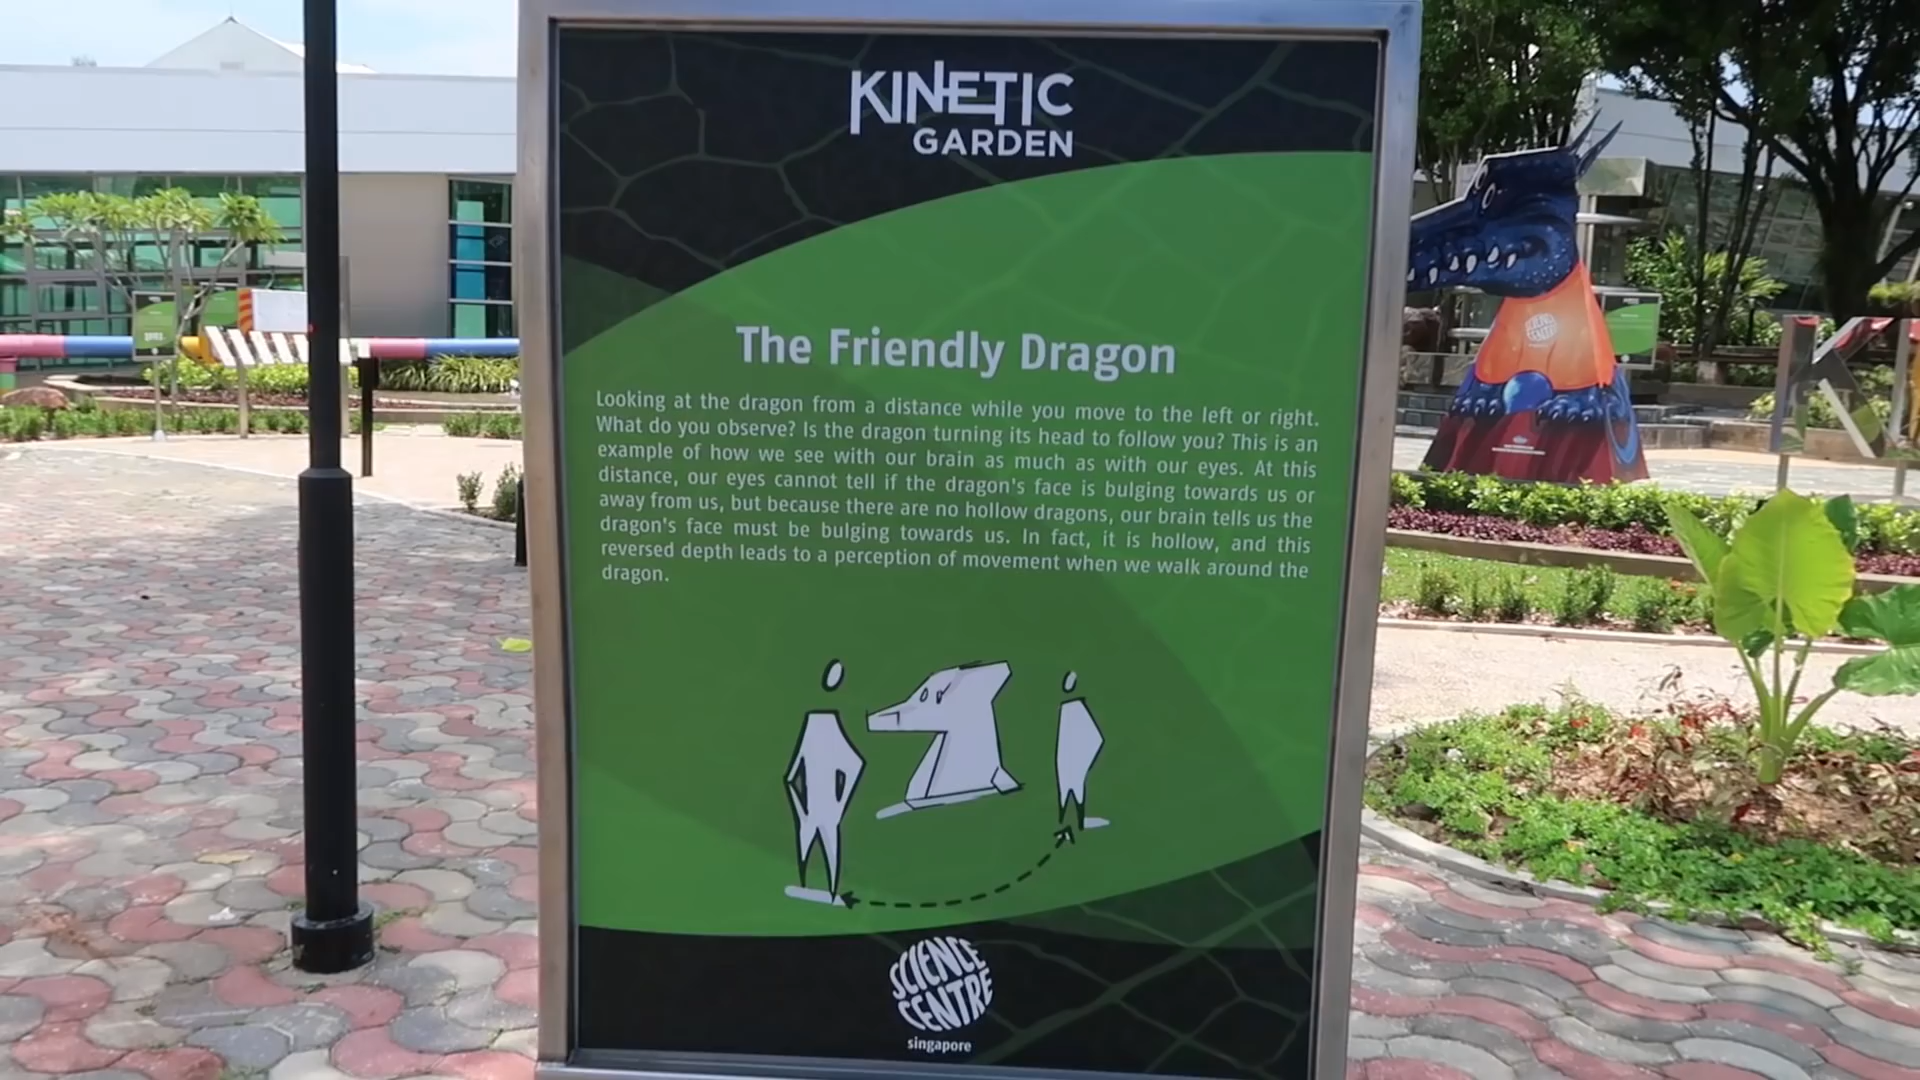 KINETIC
GARDEN
The Friendly Dragon
Looking at the dragon from a distance while you move to the left or right.
What do you observe? Is the dragon turning its head to follow you? This is an
example of how we see with our brain as much as with our eyes. At this
distance, our eyes cannot tell if the dragon's face is bulging towards us or
away from us, but because there are no hollow dragons, our brain tells us the
dragon's face must be bulging towards us. In fact, it is hollow, and this
reversed depth leads to a perception of movement when we walk around the
dragon.
SCIENCE
CENTRE
singapore
SCIENCE
CENTRE